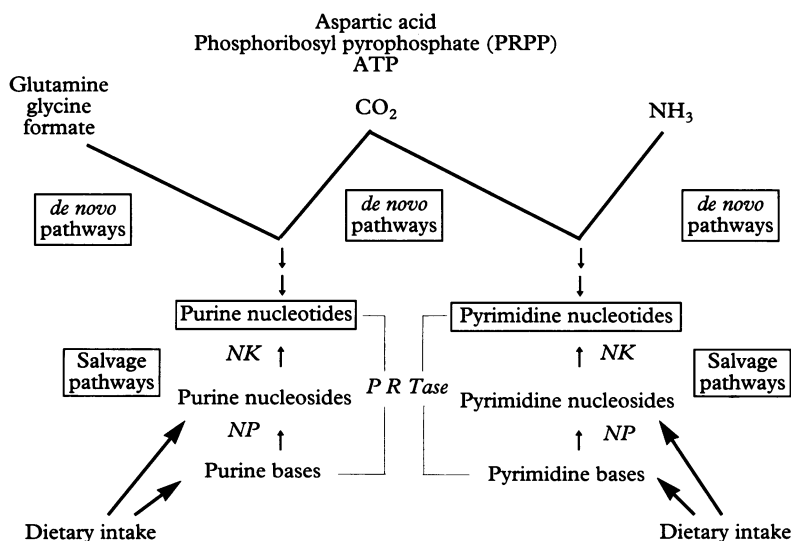 Aspartic acid
Phosphoribosyl pyrophosphate (PRPP)
ATP
Glutamine
glycine
formate
CO₂
NH₃
de novo
pathways
de novo
pathways
de novo
pathways
Purine nucleotides
Pyrimidine nucleotides
NK
NK
Salvage
pathways
Salvage
pathways
P R Tase
Purine nucleosides
Pyrimidine nucleosides
NP
NP
Purine bases
Pyrimidine bases
Dietary intake
Dietary intake